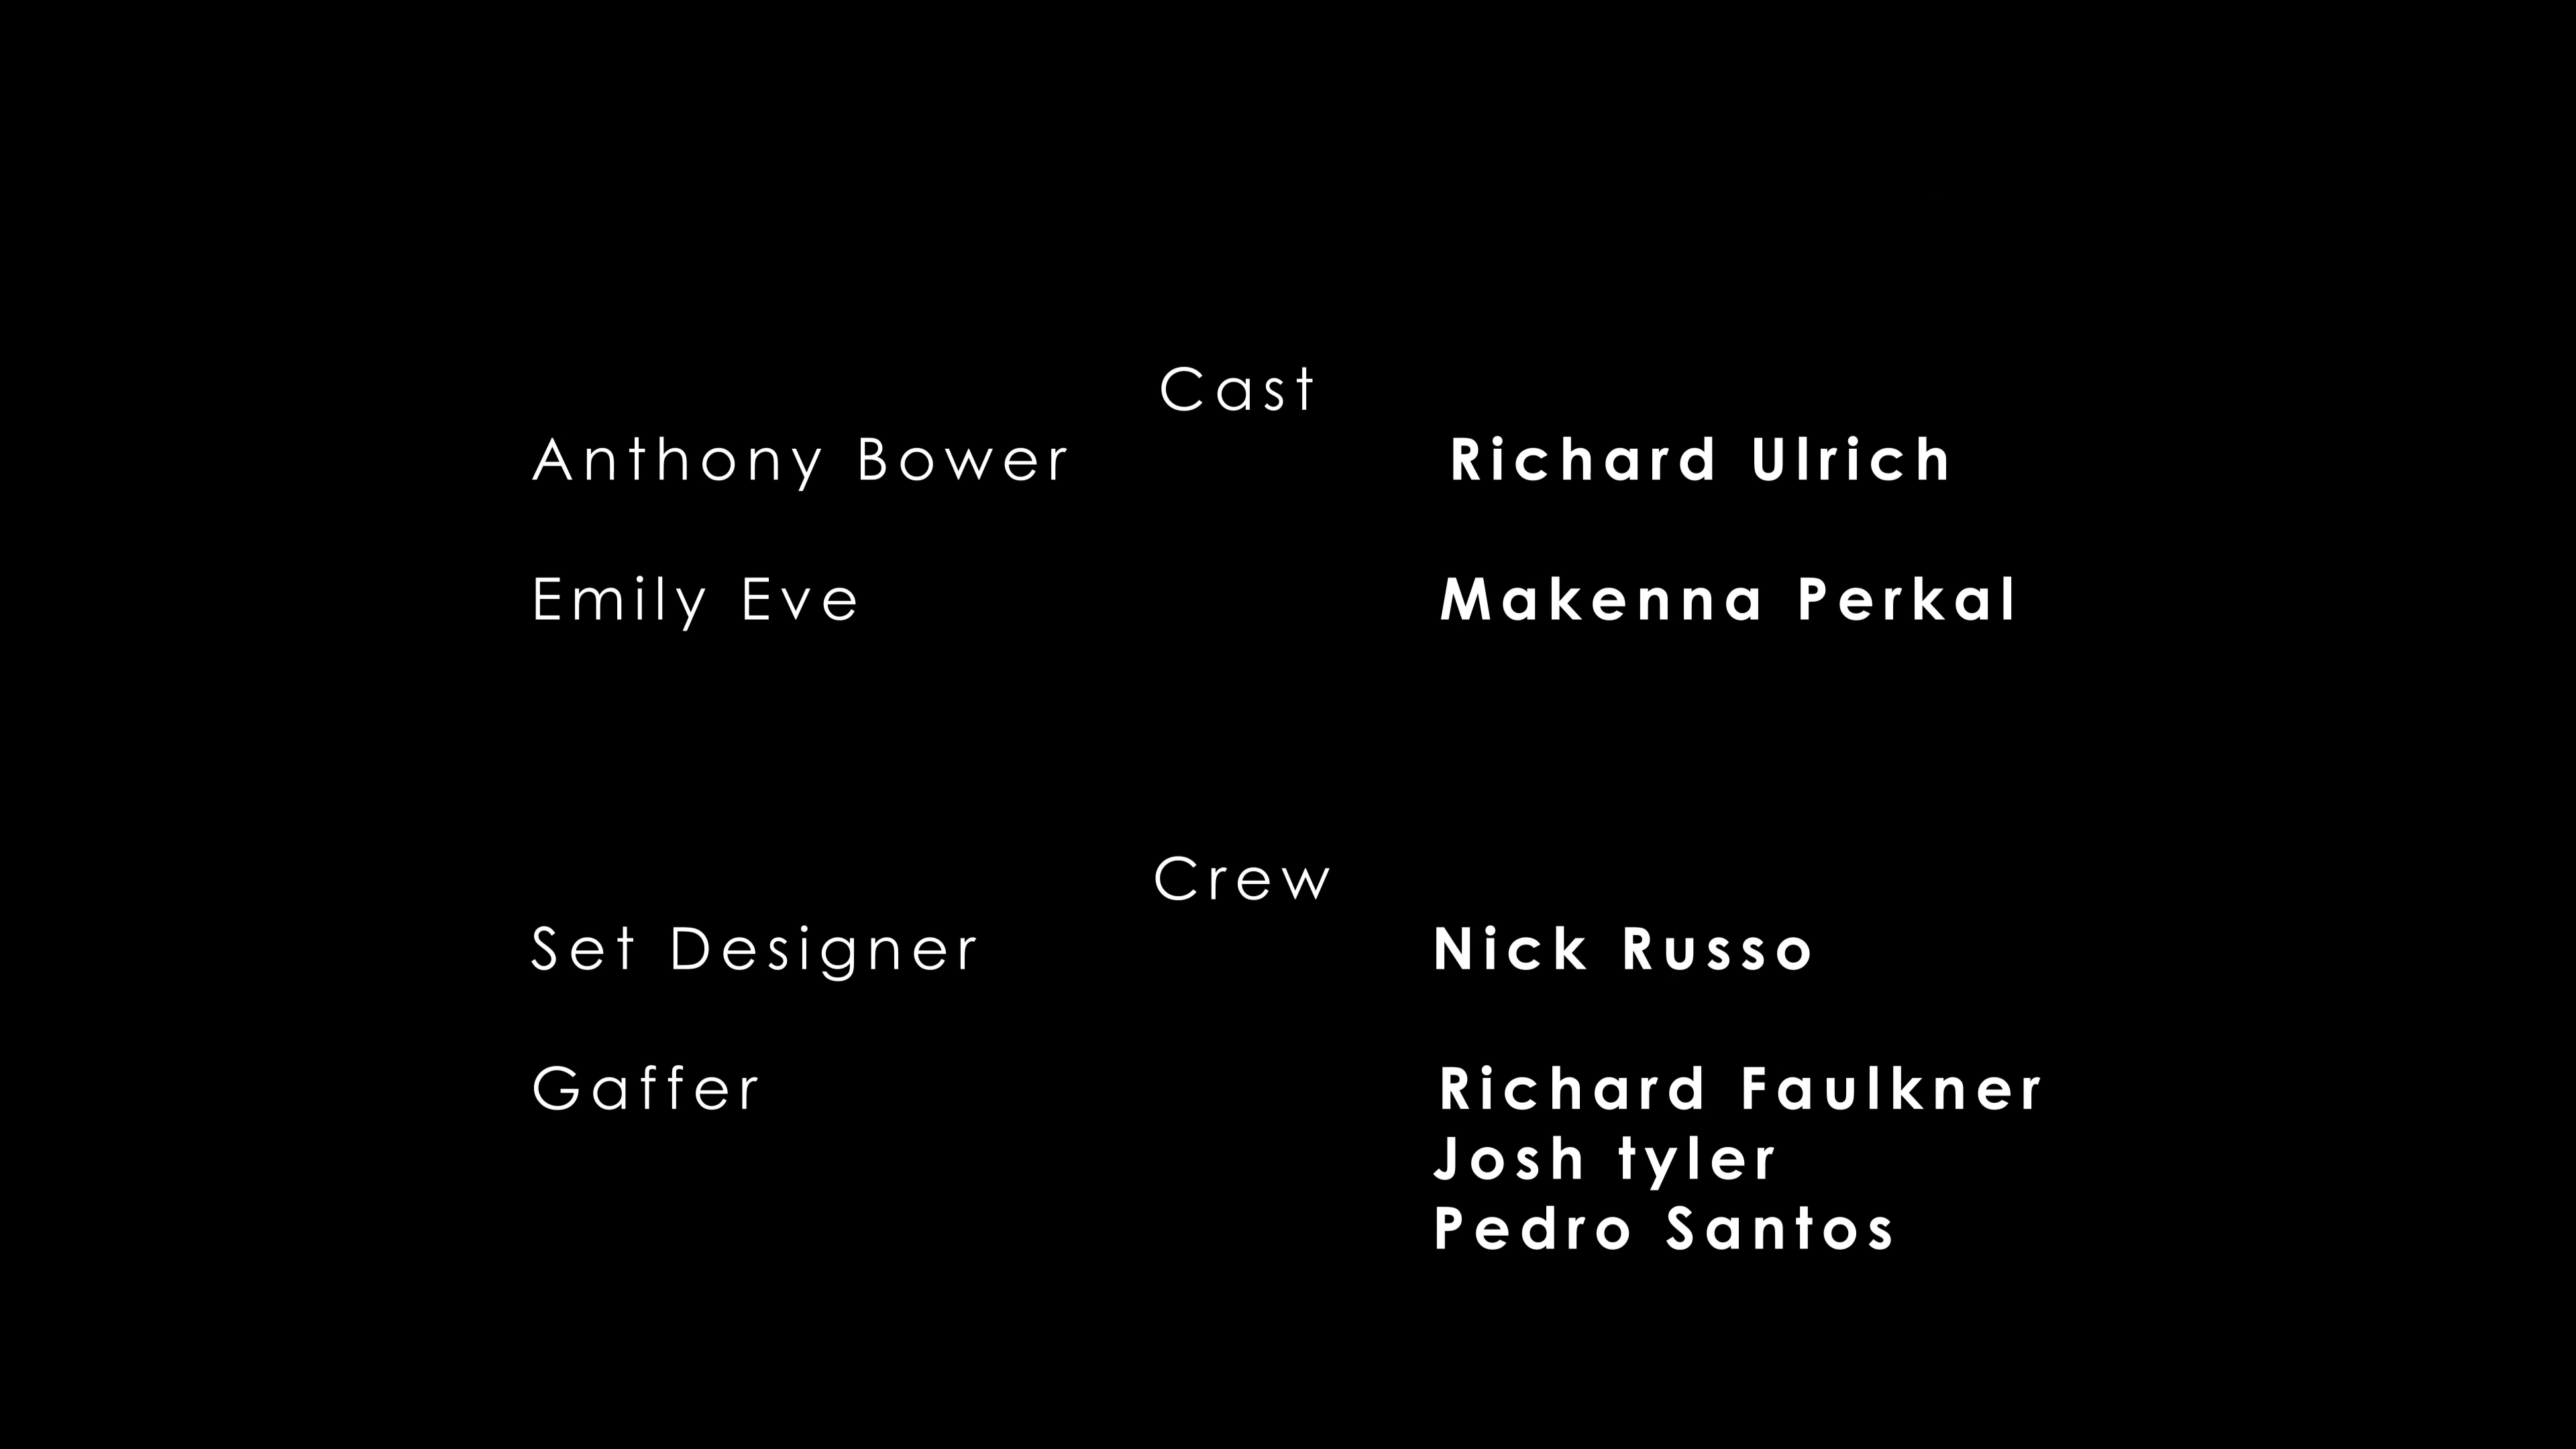 Cast
Anthony Bower Richard Ulrich
Emily Eve Makenna Perkal
Crew
Set Designer Nick Russo
Gaffer Richard Faulkner
Josh tyler
Pedro Santos